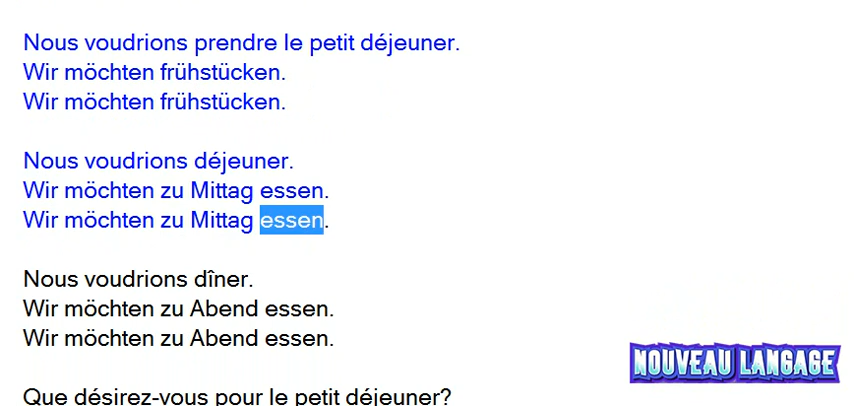 Nous voudrions prendre le petit déjeuner.
Wir möchten frühstücken.
Wir möchten frühstücken.
Nous voudrions déjeuner.
Wir möchten zu Mittag essen.
Wir möchten zu Mittag essen.
Nous voudrions dîner.
Wir möchten zu Abend essen.
Wir möchten zu Abend essen.
NOUVEAU LANGAGE
Que désirez-vous pour le petit déjeuner?